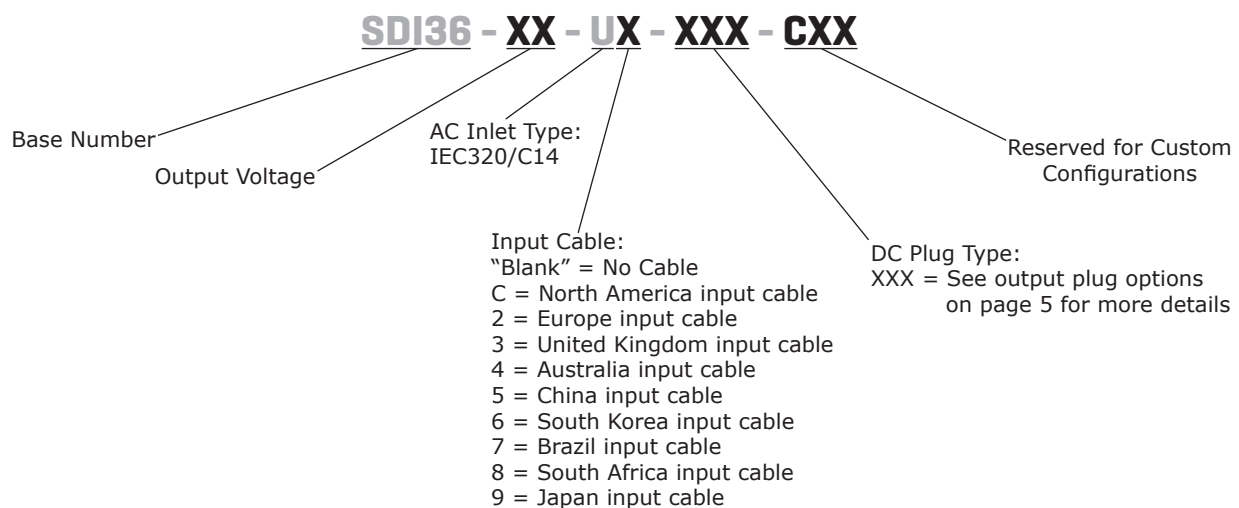 SDI36 - XX - UX - XXX - CXX
Base Number
Output Voltage
AC Inlet Type:
IEC320/C14
Input Cable:
“Blank” = No Cable
C = North America input cable
2 = Europe input cable
3 = United Kingdom input cable
4 = Australia input cable
5 = China input cable
6 = South Korea input cable
7 = Brazil input cable
8 = South Africa input cable
9 = Japan input cable
DC Plug Type:
XXX = See output plug options
on page 5 for more details
Reserved for Custom
Configurations